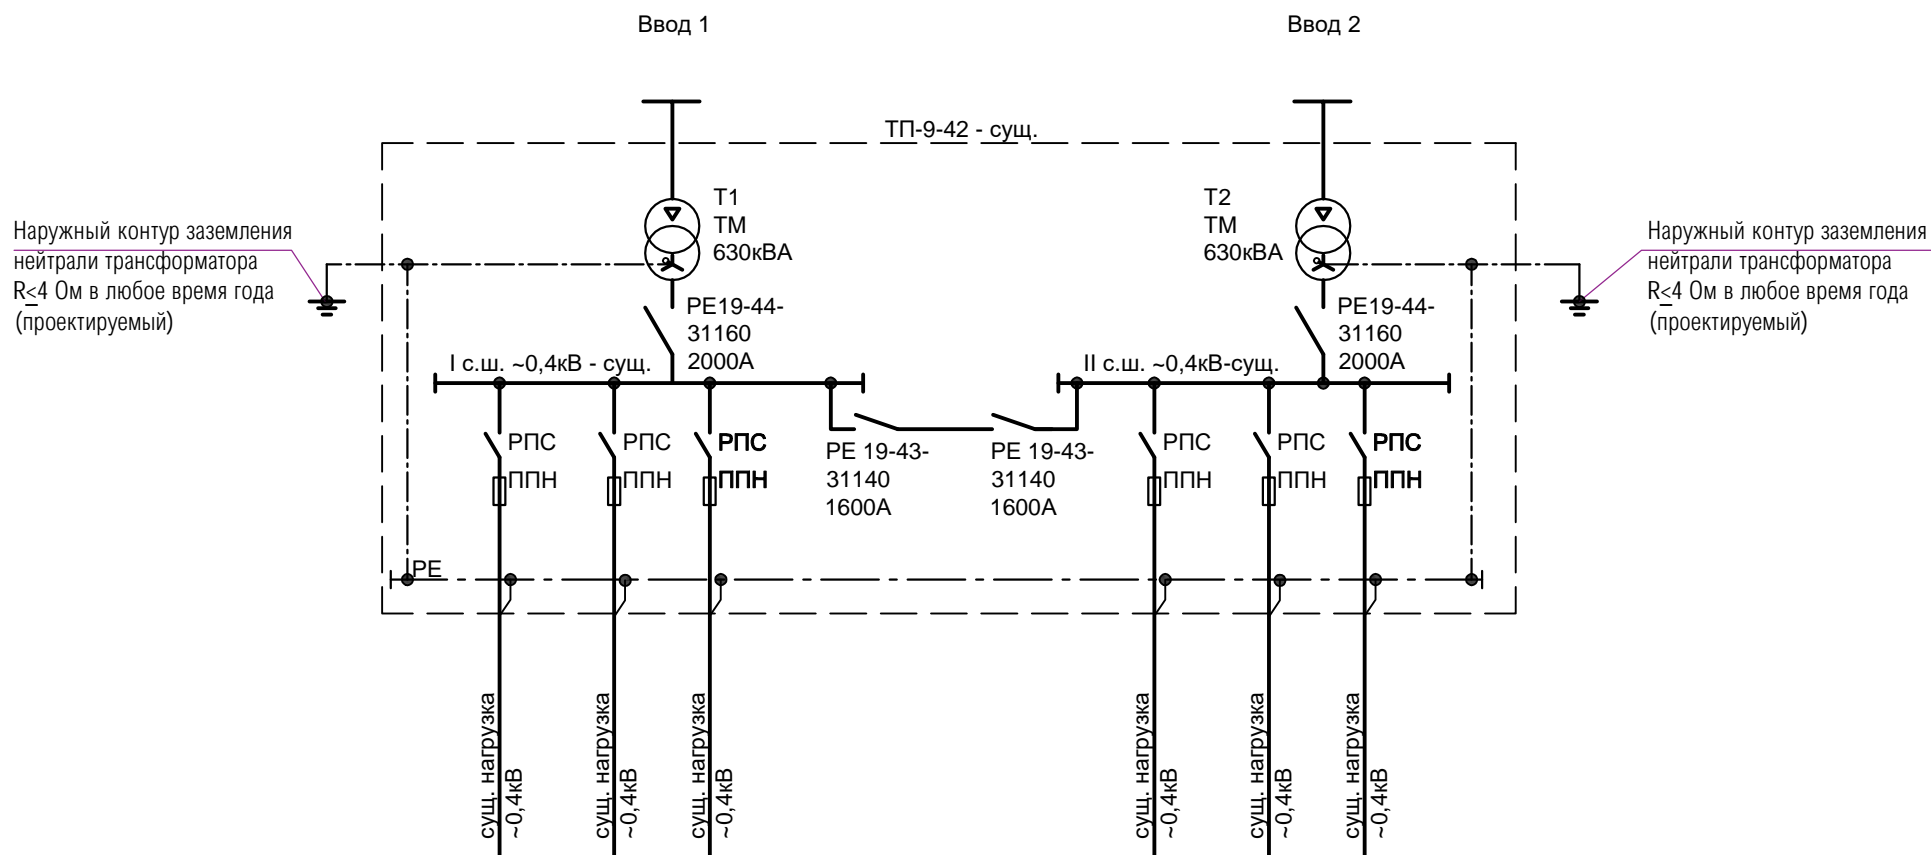 Ввод 1
Ввод 2
ТП-9-42 - сущ.
Т1
ТМ
630кВА
Т2
ТМ
630кВА
Наружный контур заземления
нейтрали трансформатора
R≤4 Ом в любое время года
(проектируемый)
Наружный контур заземления
нейтрали трансформатора
R≤4 Ом в любое время года
(проектируемый)
РЕ19-44-
31160
2000А
РЕ19-44-
31160
2000А
I с.ш. ~0,4кВ - сущ.
II с.ш. ~0,4кВ-сущ.
РПС
ППН
РПС
ППН
РПС
ППН
РЕ 19-43-
31140
1600А
РЕ 19-43-
31140
1600А
РПС
ППН
РПС
ППН
РПС
ППН
РЕ
сущ. нагрузка
~0,4кВ
сущ. нагрузка
~0,4кВ
сущ. нагрузка
~0,4кВ
сущ. нагрузка
~0,4кВ
сущ. нагрузка
~0,4кВ
сущ. нагрузка
~0,4кВ